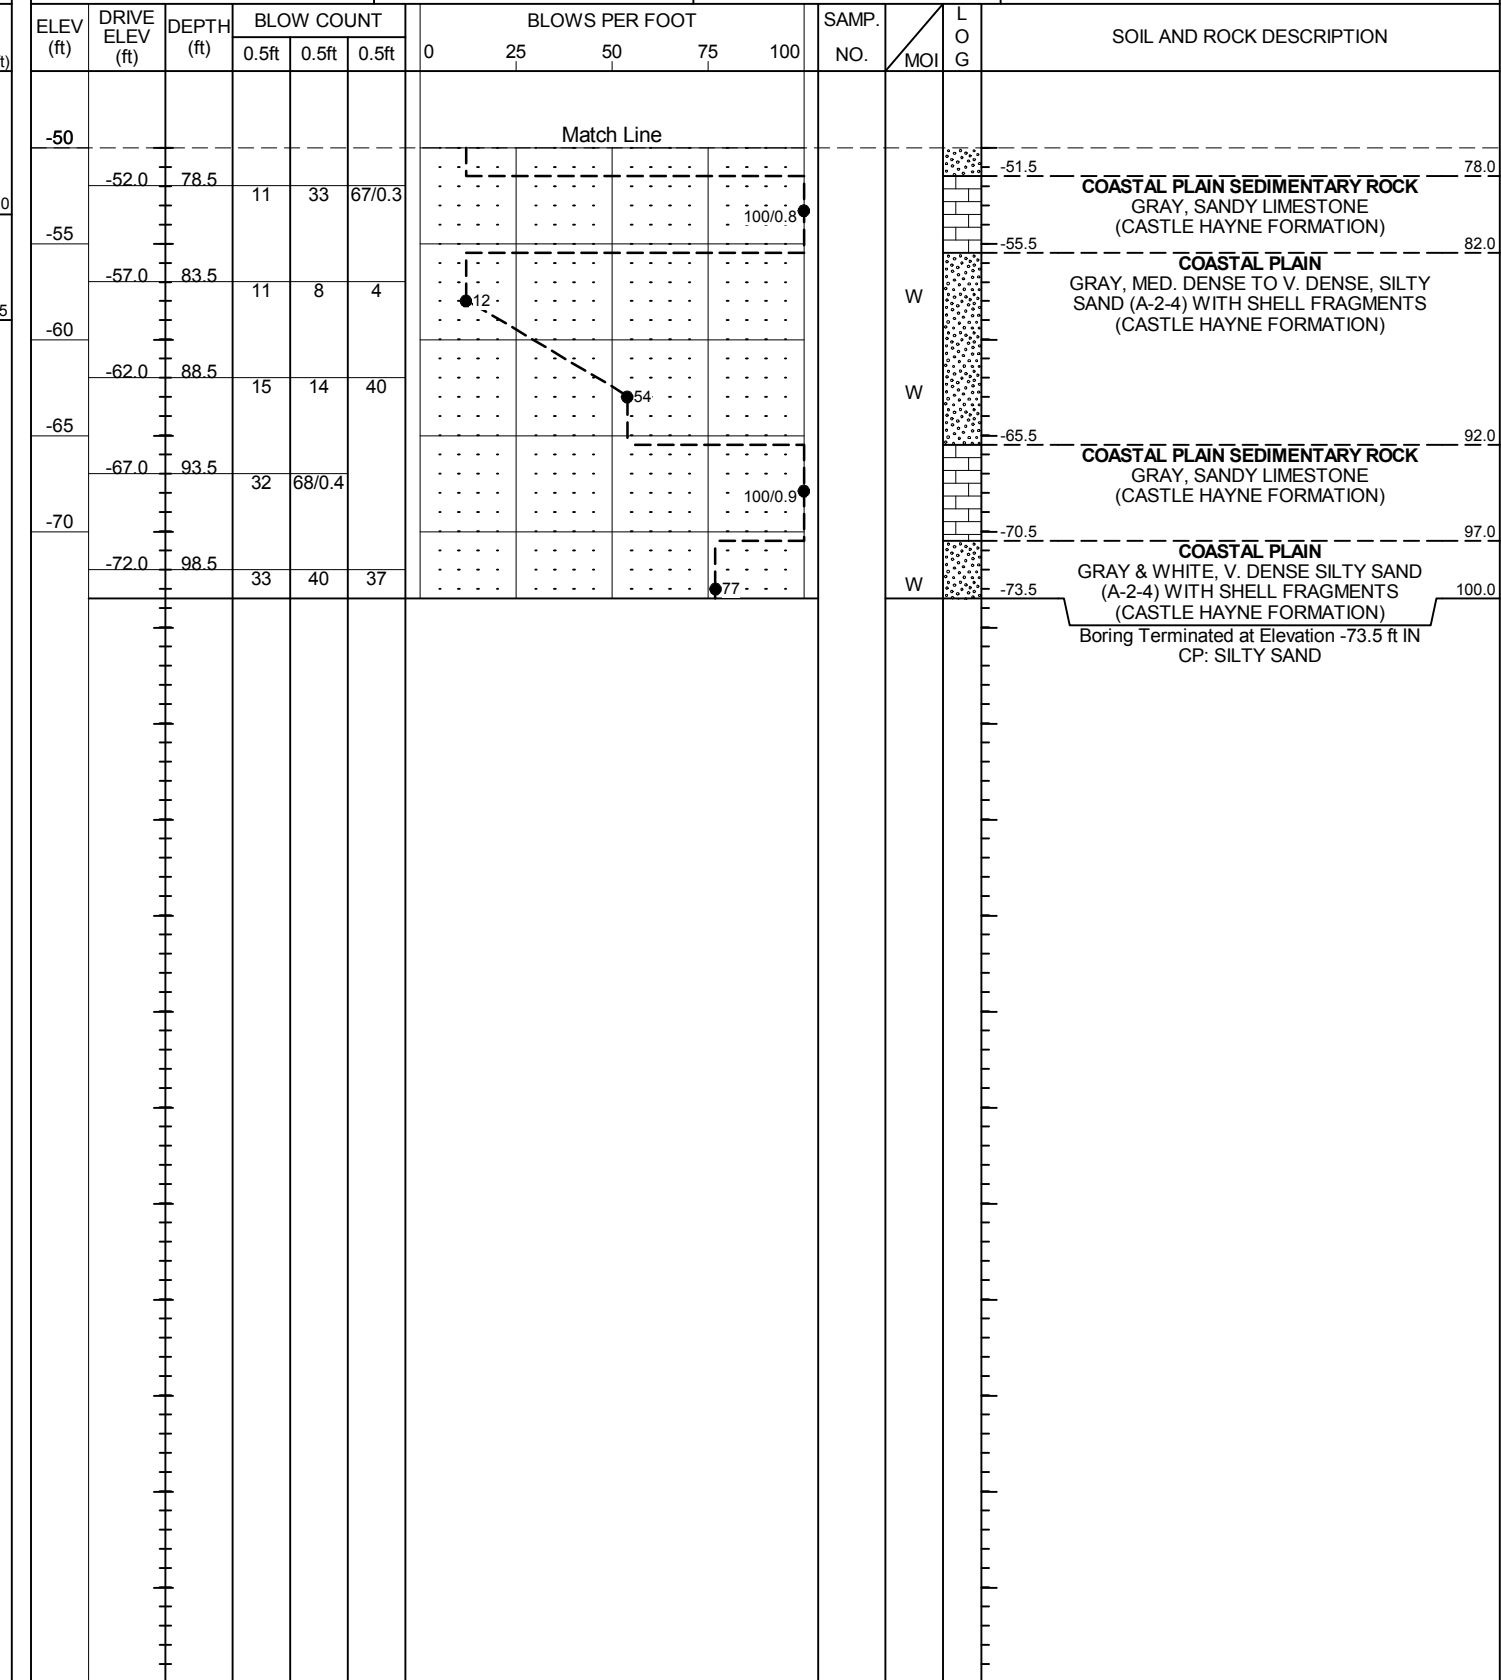 ELEV (ft) DRIVE ELEV (ft) DEPTH (ft) BLOW COUNT BLOWS PER FOOT SAMP. NO. MOI LOG SOIL AND ROCK DESCRIPTION
t) 0.5ft 0.5ft 0.5ft 0 25 50 75 100
-50 Match Line
-51.5 78.0
-52.0 78.5 11 33 67/0.3 COASTAL PLAIN SEDIMENTARY ROCK
0 100/0.8 GRAY, SANDY LIMESTONE
(CASTLE HAYNE FORMATION)
-55 -55.5 82.0
COASTAL PLAIN
-57.0 83.5 GRAY, MED. DENSE TO V. DENSE, SILTY
11 8 4 12 W SAND (A-2-4) WITH SHELL FRAGMENTS
5 (CASTLE HAYNE FORMATION)
-60
-62.0 88.5
15 14 40 54 W
-65 -65.5 92.0
-67.0 93.5 COASTAL PLAIN SEDIMENTARY ROCK
32 68/0.4 GRAY, SANDY LIMESTONE
100/0.9 (CASTLE HAYNE FORMATION)
-70 -70.5 97.0
-72.0 98.5 COASTAL PLAIN
33 40 37 GRAY & WHITE, V. DENSE SILTY SAND
77 W -73.5 (A-2-4) WITH SHELL FRAGMENTS 100.0
(CASTLE HAYNE FORMATION)
Boring Terminated at Elevation -73.5 ft IN
CP: SILTY SAND